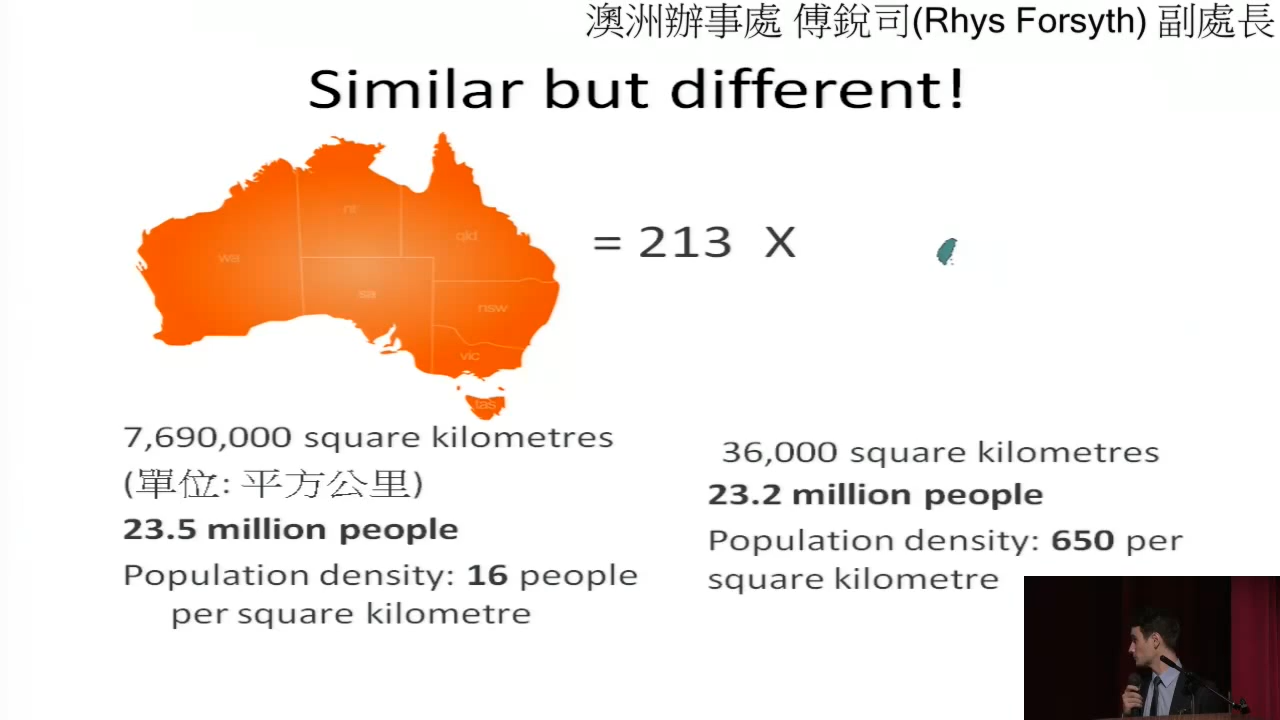 澳洲辦事處 傅銳司(Rhys Forsyth) 副處長
Similar but different!
nt
qld
wa
sa
nsw
vic
tas
= 213 X
7,690,000 square kilometres
(單位: 平方公里)
23.5 million people
Population density: 16 people
per square kilometre
36,000 square kilometres
23.2 million people
Population density: 650 per
square kilometre